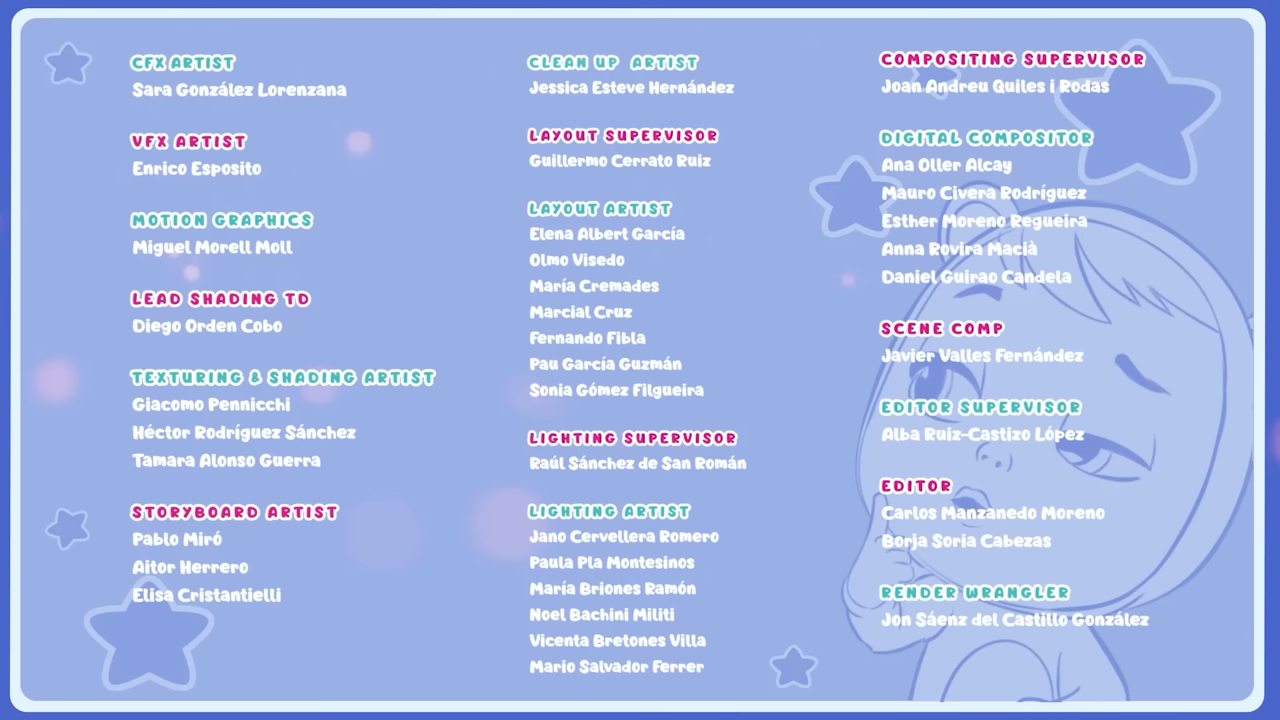 CFX ARTIST
Sara González Lorenzana
VFX ARTIST
Enrico Esposito
MOTION GRAPHICS
Miguel Morell Moll
LEAD SHADING TD
Diego Orden Cobo
TEXTURING & SHADING ARTIST
Giacomo Pennicchi
Héctor Rodríguez Sánchez
Tamara Alonso Guerra
STORYBOARD ARTIST
Pablo Miró
Aitor Herrero
Elisa Cristantielli
CLEAN UP ARTIST
Jessica Esteve Hernández
LAYOUT SUPERVISOR
Guillermo Cerrato Ruiz
LAYOUT ARTIST
Elena Albert García
Olmo Visedo
María Cremades
Marcial Cruz
Fernando Fibla
Pau García Guzmán
Sonia Gómez Filgueira
LIGHTING SUPERVISOR
Raúl Sánchez de San Román
LIGHTING ARTIST
Jano Cervellera Romero
Paula Pla Montesinos
María Briones Ramón
Noel Bachini Militi
Vicenta Bretones Villa
Mario Salvador Ferrer
COMPOSITING SUPERVISOR
Joan Andreu Quiles i Rodas
DIGITAL COMPOSITOR
Ana Oller Alcay
Mauro Civera Rodríguez
Esther Moreno Regueira
Anna Rovira Macià
Daniel Guirao Candela
SCENE COMP
Javier Valles Fernández
EDITOR SUPERVISOR
Alba Ruiz-Castizo López
EDITOR
Carlos Manzanedo Moreno
Borja Soria Cabezas
RENDER WRANGLER
Jon Sáenz del Castillo González